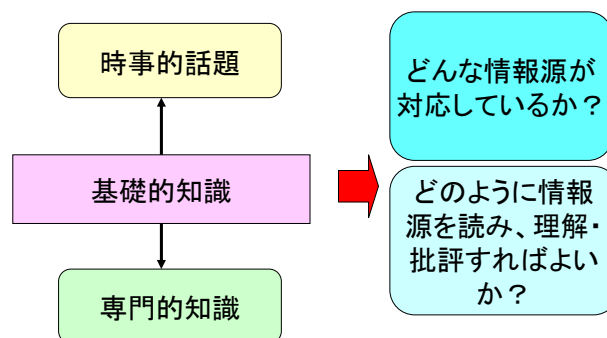 時事的話題
基礎的知識
専門的知識
どんな情報源が
対応しているか？
どのように情報
源を読み、理解・
批評すればよい
か？